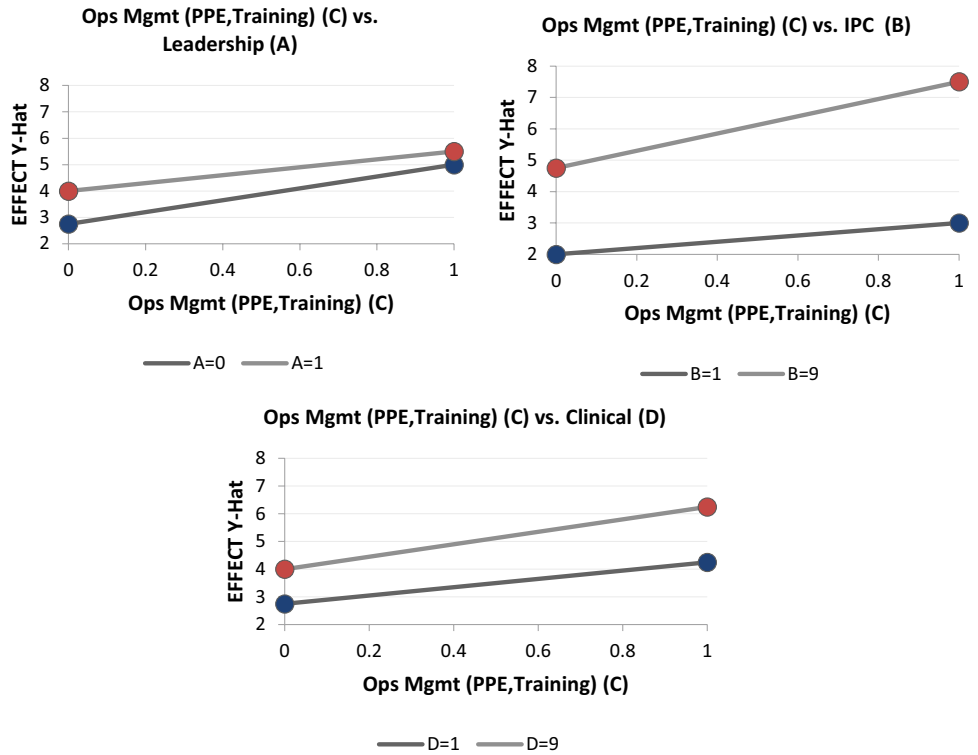 Ops Mgmt (PPE,Training) (C) vs.
Leadership (A)
EFFECT Y-Hat
8
7
6
5
4
3
2
0 0.2 0.4 0.6 0.8 1
Ops Mgmt (PPE,Training) (C)
A=0 A=1
Ops Mgmt (PPE,Training) (C) vs. IPC (B)
EFFECT Y-Hat
8
7
6
5
4
3
2
0 0.2 0.4 0.6 0.8 1
Ops Mgmt (PPE,Training) (C)
B=1 B=9
Ops Mgmt (PPE,Training) (C) vs. Clinical (D)
EFFECT Y-Hat
8
7
6
5
4
3
2
0 0.2 0.4 0.6 0.8 1
Ops Mgmt (PPE,Training) (C)
D=1 D=9